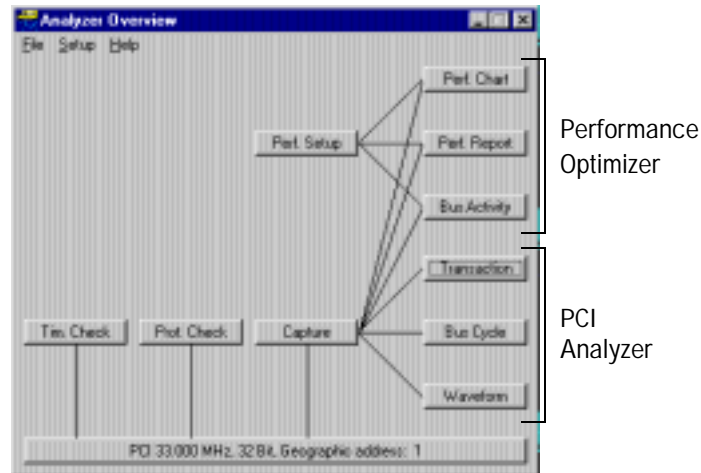 Analyzer Overview
File Setup Help
Perf. Chart
Perf. Setup
Perf. Report
Bus Activity
Performance
Optimizer
Transaction
Tim. Check
Prot. Check
Capture
Bus Cycle
Waveform
PCI
Analyzer
PCI 33.000 MHz, 32 Bit, Geographic address: 1